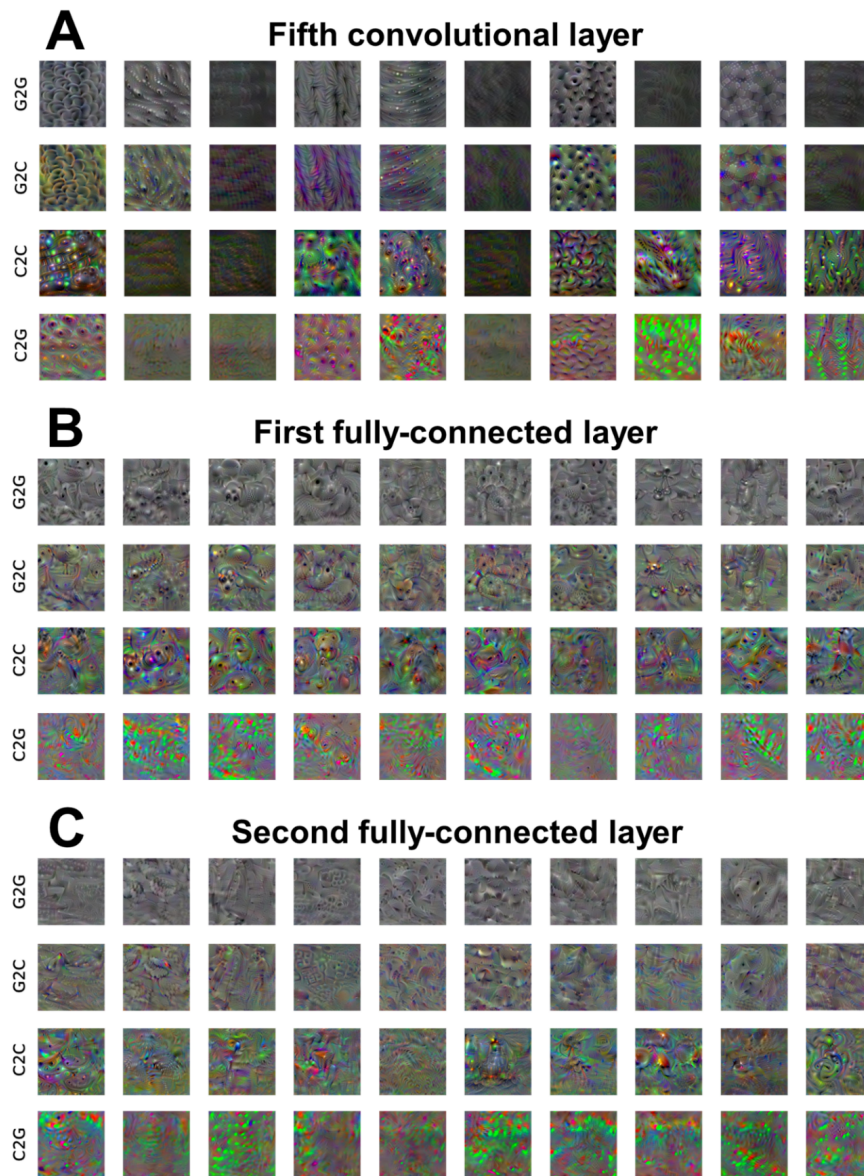 A
Fifth convolutional layer
G2G
G2C
C2C
C2G
B
First fully-connected layer
G2G
G2C
C2C
C2G
C
Second fully-connected layer
G2G
G2C
C2C
C2G